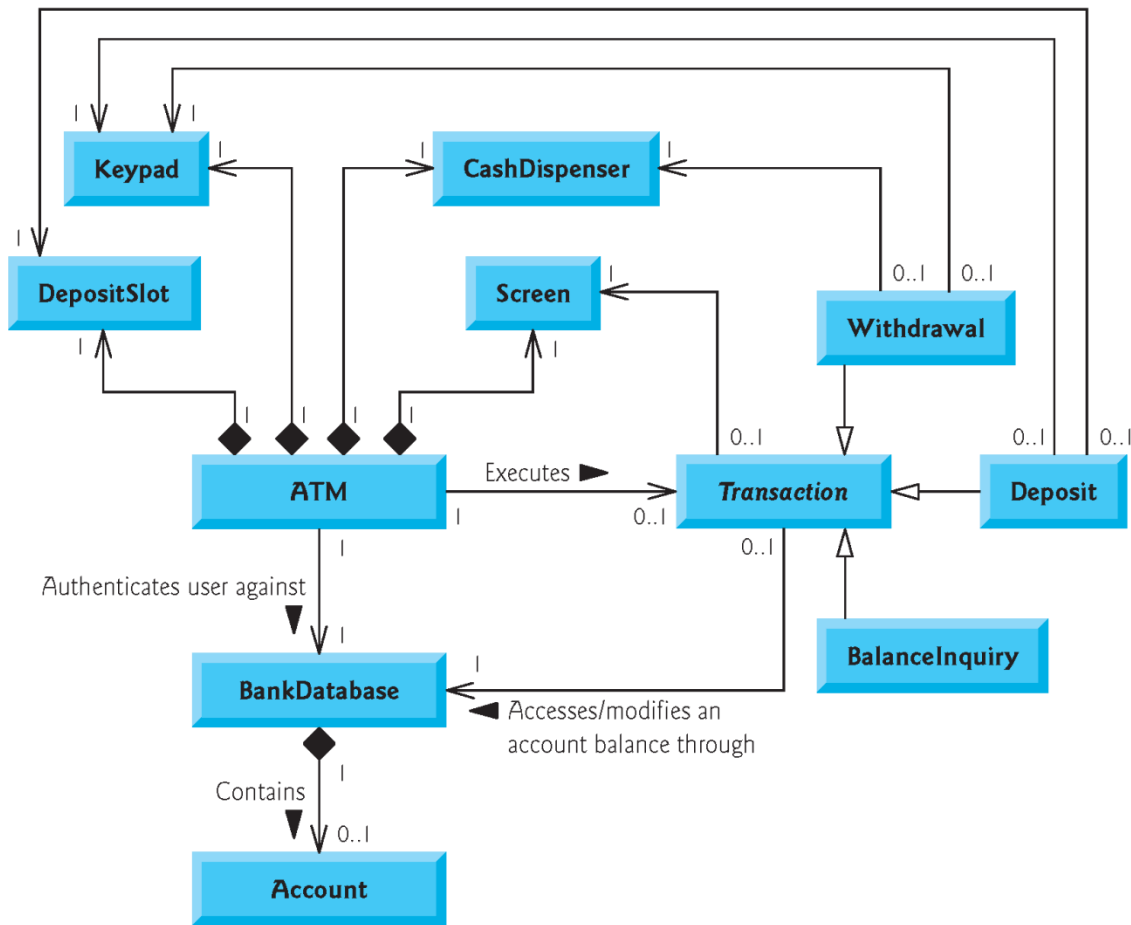 1
1
Keypad
1
CashDispenser
1
1
1
DepositSlot
1
Screen
1
0..1
0..1
Withdrawal
1
1
1
1
1
1
0..1
0..1
0..1
ATM
Executes
1
0..1
Transaction
Deposit
1
0..1
Authenticates user against
1
BankDatabase
1
Accesses/modifies an
account balance through
BalanceInquiry
1
Contains
0..1
Account